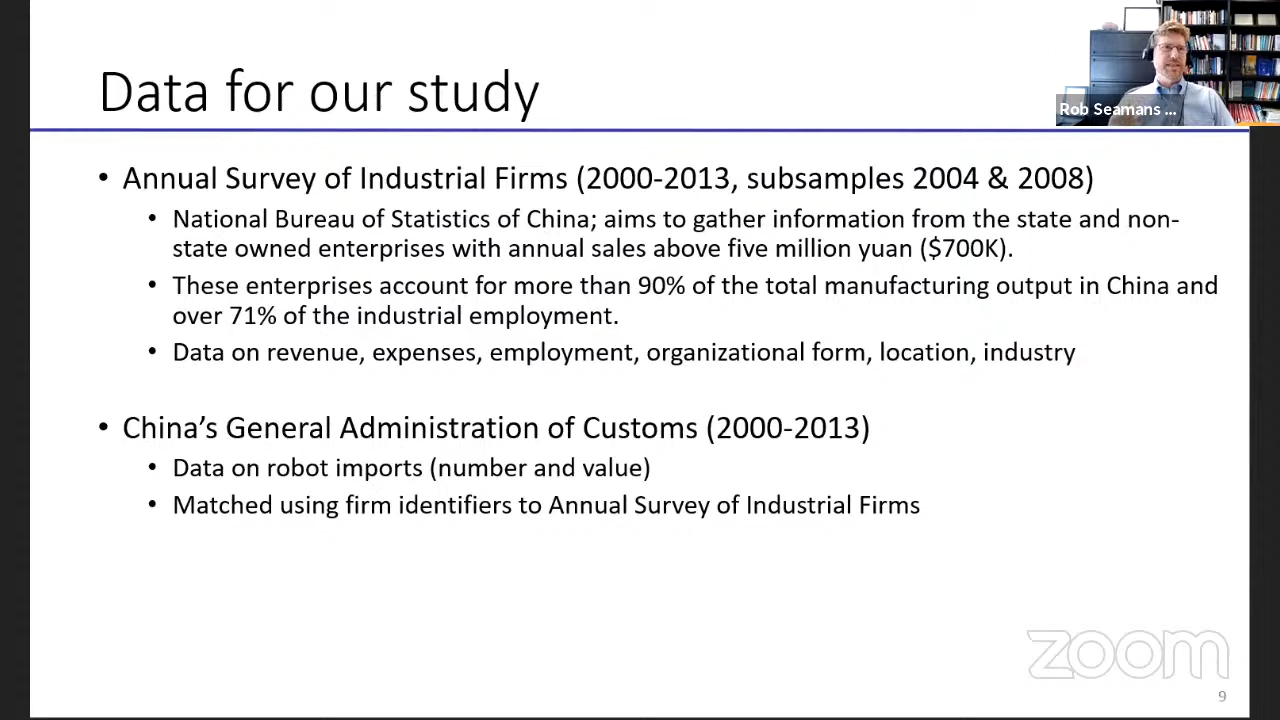 Data for our study
Rob Seamans ...
• Annual Survey of Industrial Firms (2000-2013, subsamples 2004 & 2008)
• National Bureau of Statistics of China; aims to gather information from the state and non-
state owned enterprises with annual sales above five million yuan ($700K).
• These enterprises account for more than 90% of the total manufacturing output in China and
over 71% of the industrial employment.
• Data on revenue, expenses, employment, organizational form, location, industry
• China’s General Administration of Customs (2000-2013)
• Data on robot imports (number and value)
• Matched using firm identifiers to Annual Survey of Industrial Firms
zoom
9